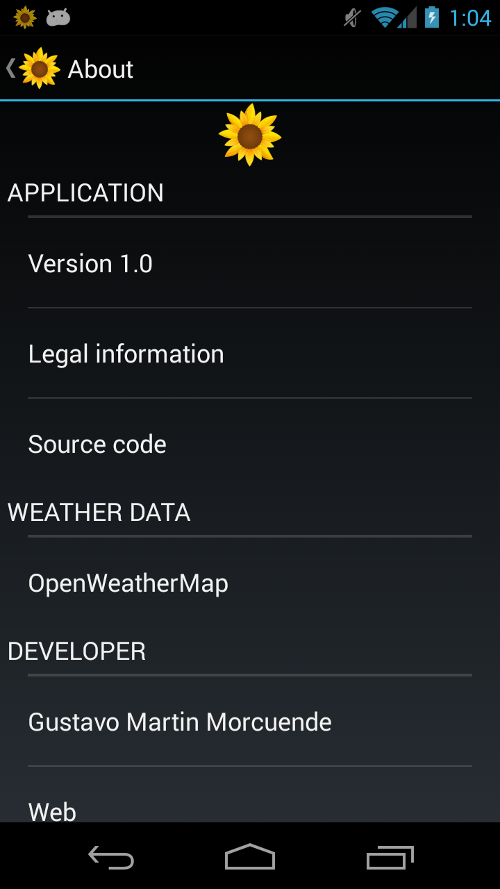 1:04
About
APPLICATION
Version 1.0
Legal information
Source code
WEATHER DATA
OpenWeatherMap
DEVELOPER
Gustavo Martin Morcuende
Web